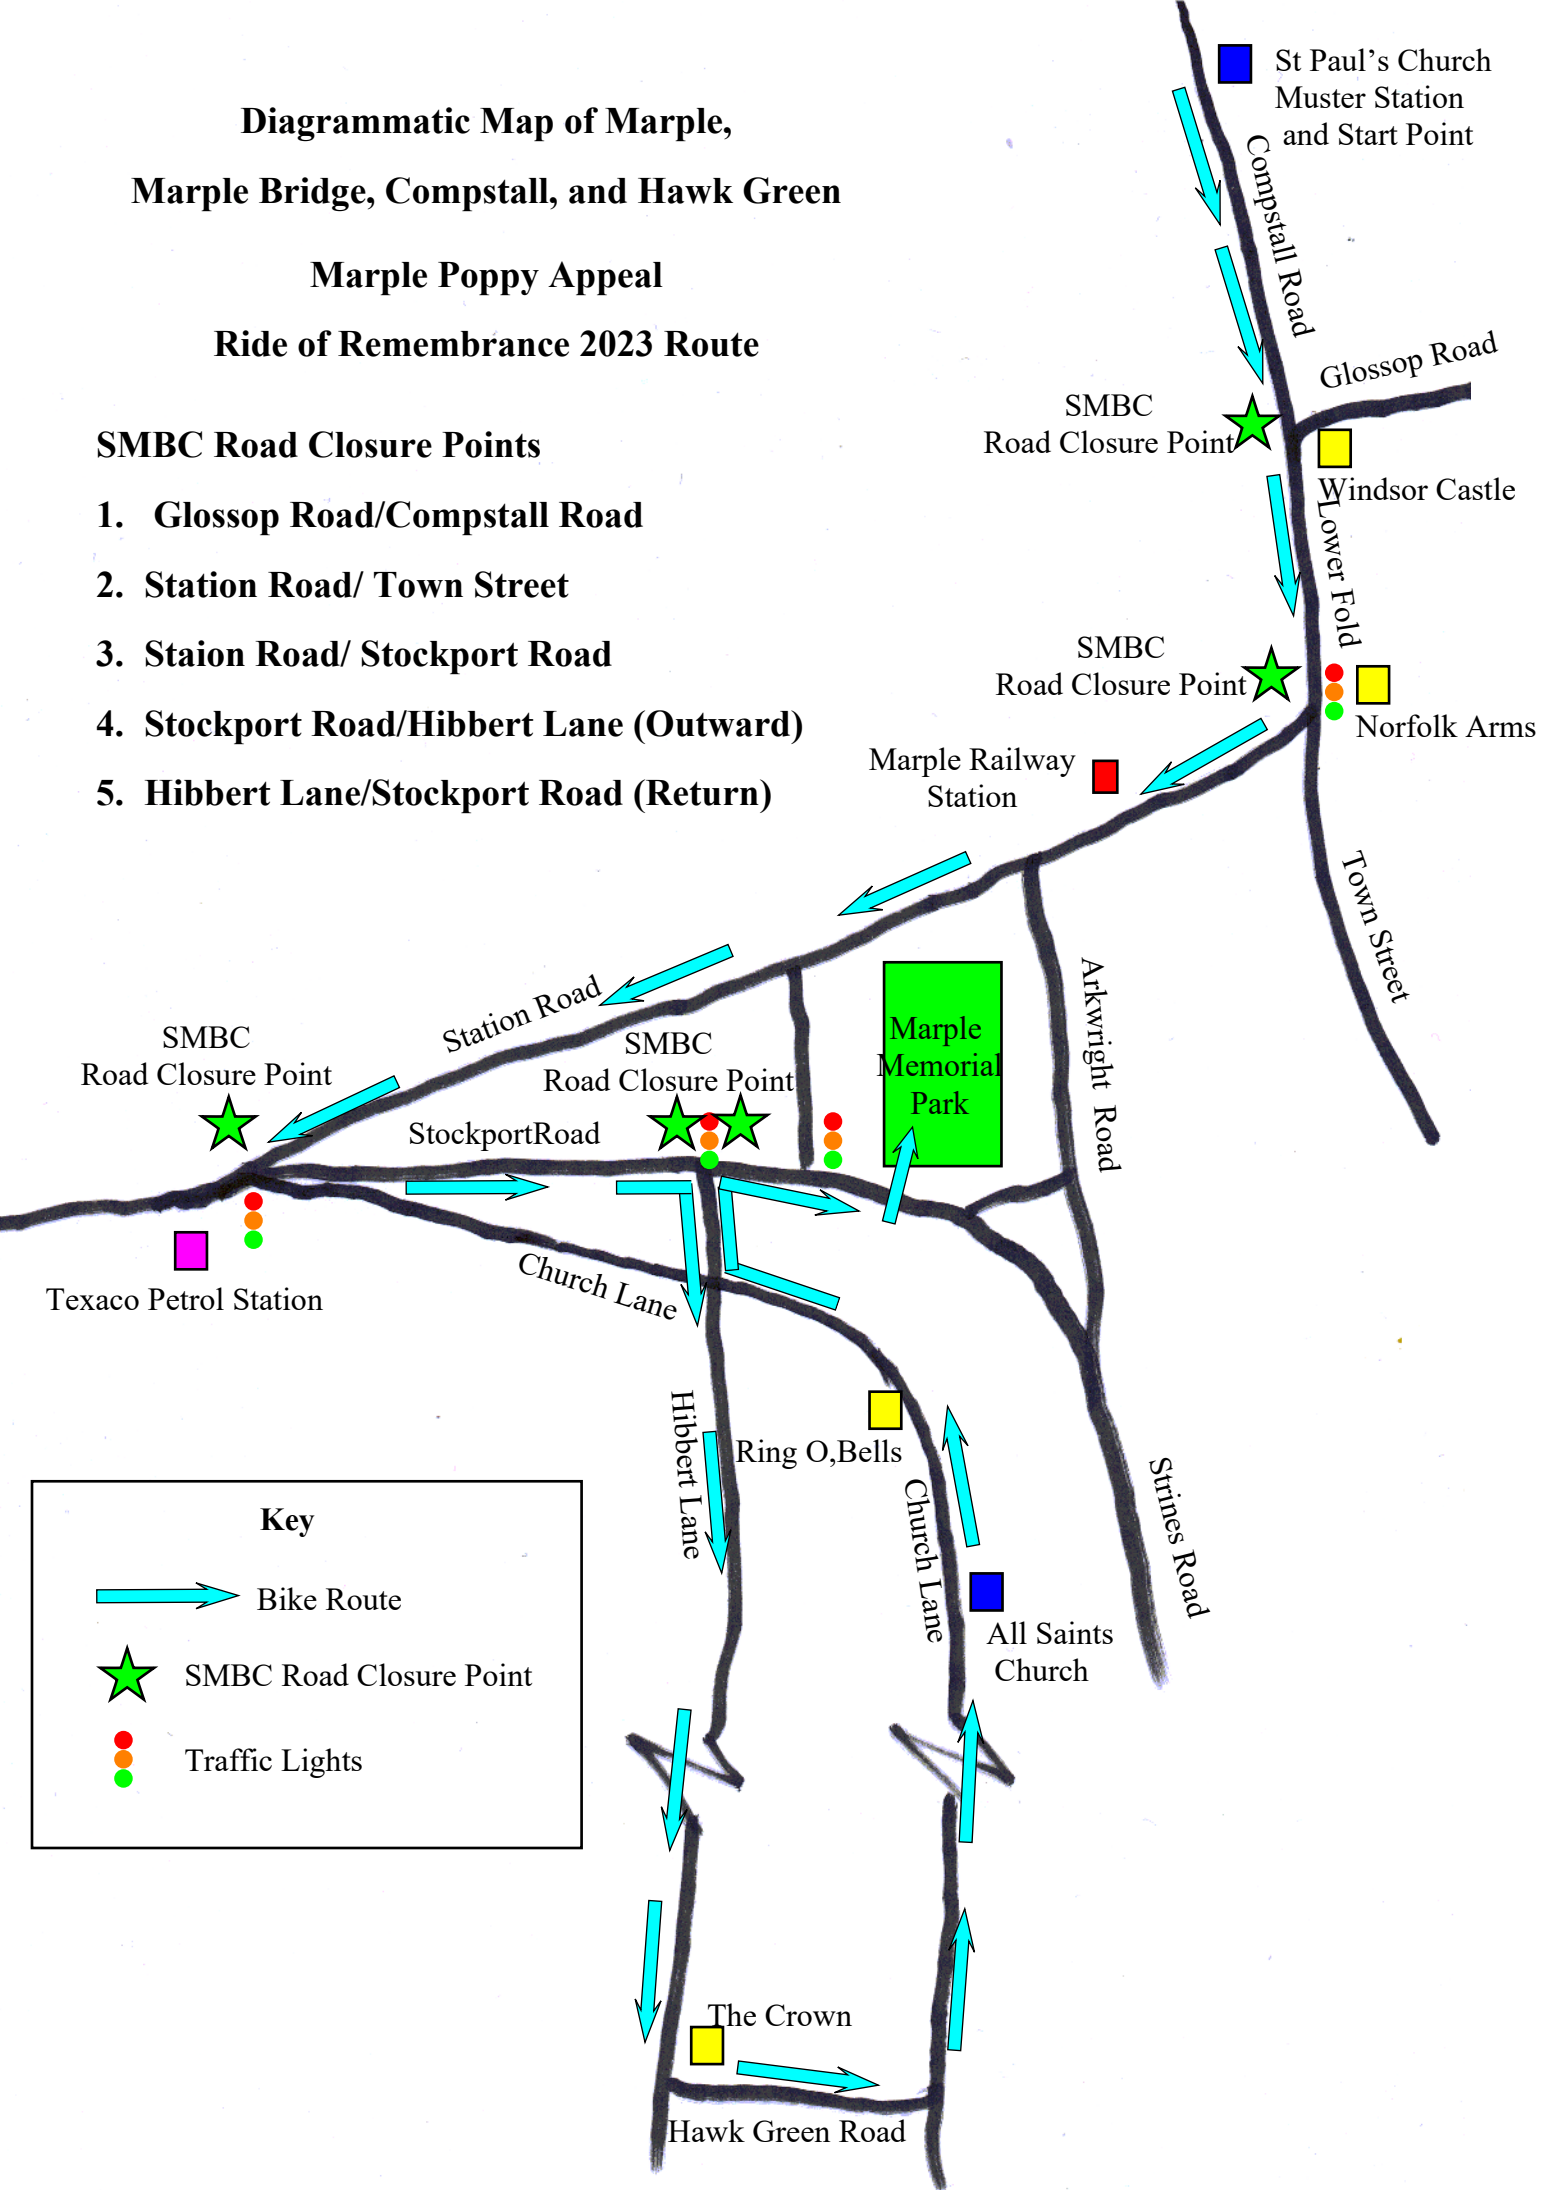 Diagrammatic Map of Marple,
Marple Bridge, Compstall, and Hawk Green
Marple Poppy Appeal
Ride of Remembrance 2023 Route
SMBC Road Closure Points
1. Glossop Road/Compstall Road
2. Station Road/ Town Street
3. Staion Road/ Stockport Road
4. Stockport Road/Hibbert Lane (Outward)
5. Hibbert Lane/Stockport Road (Return)
St Paul's Church
Muster Station
and Start Point
Compstall Road
Glossop Road
SMBC
Road Closure Point
Windsor Castle
Lower Fold
SMBC
Road Closure Point
Norfolk Arms
Marple Railway
Station
Town Street
Station Road
Arkwright Road
Marple
Memorial
Park
SMBC
Road Closure Point
SMBC
Road Closure Point
StockportRoad
Texaco Petrol Station
Church Lane
Hibbert Lane
Ring O,Bells
Church Lane
Strines Road
All Saints
Church
Key
Bike Route
SMBC Road Closure Point
Traffic Lights
The Crown
Hawk Green Road